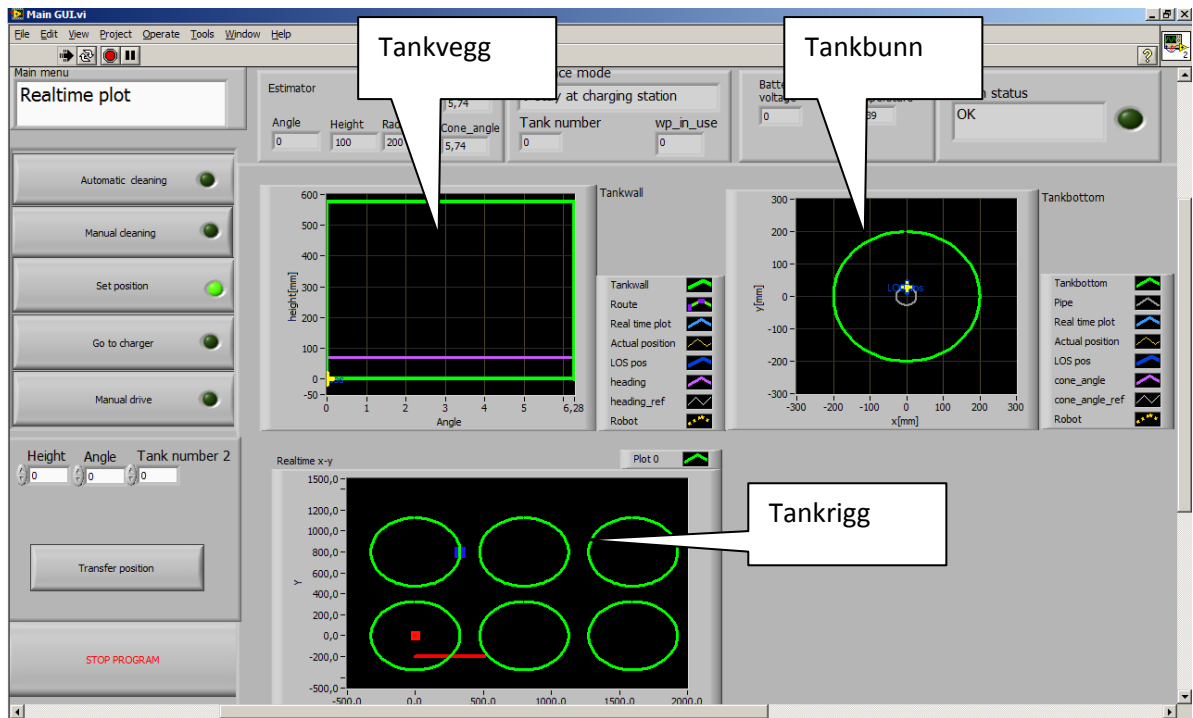 Main GUI.vi
File Edit View Project Operate Tools Window Help
Tankvegg
Tankbunn
Main menu
Realtime plot
Estimator
Angle
0
Height
100
200
5,74
Cone_angle
5,74
mode
at charging station
Tank number
0
wp_in_use
0
voltage
0
39
status
OK
Automatic cleaning
Manual cleaning
Set position
Go to charger
Manual drive
Height Angle Tank number 2
0 0 0
Transfer position
STOP PROGRAM
Tankwall
600
500
400
300
200
100
0
-50
height[mm]
0 1 2 3 4 5 6,28
Angle
Tankwall
Route
Real time plot
Actual position
LOS pos
heading
heading_ref
Robot
Tankbottom
300
200
100
0
-100
-200
-300
y[mm]
-300 -200 -100 0 100 200 300
x[mm]
Tankbottom
Pipe
Real time plot
Actual position
LOS pos
cone_angle
cone_angle_ref
Robot
Realtime x-y
Plot 0
1500,0
1200,0
1000,0
800,0
600,0
400,0
200,0
0,0
-200,0
-500,0
Y
-500,0 0,0 500,0 1000,0 1500,0 2000,0
Tankrigg